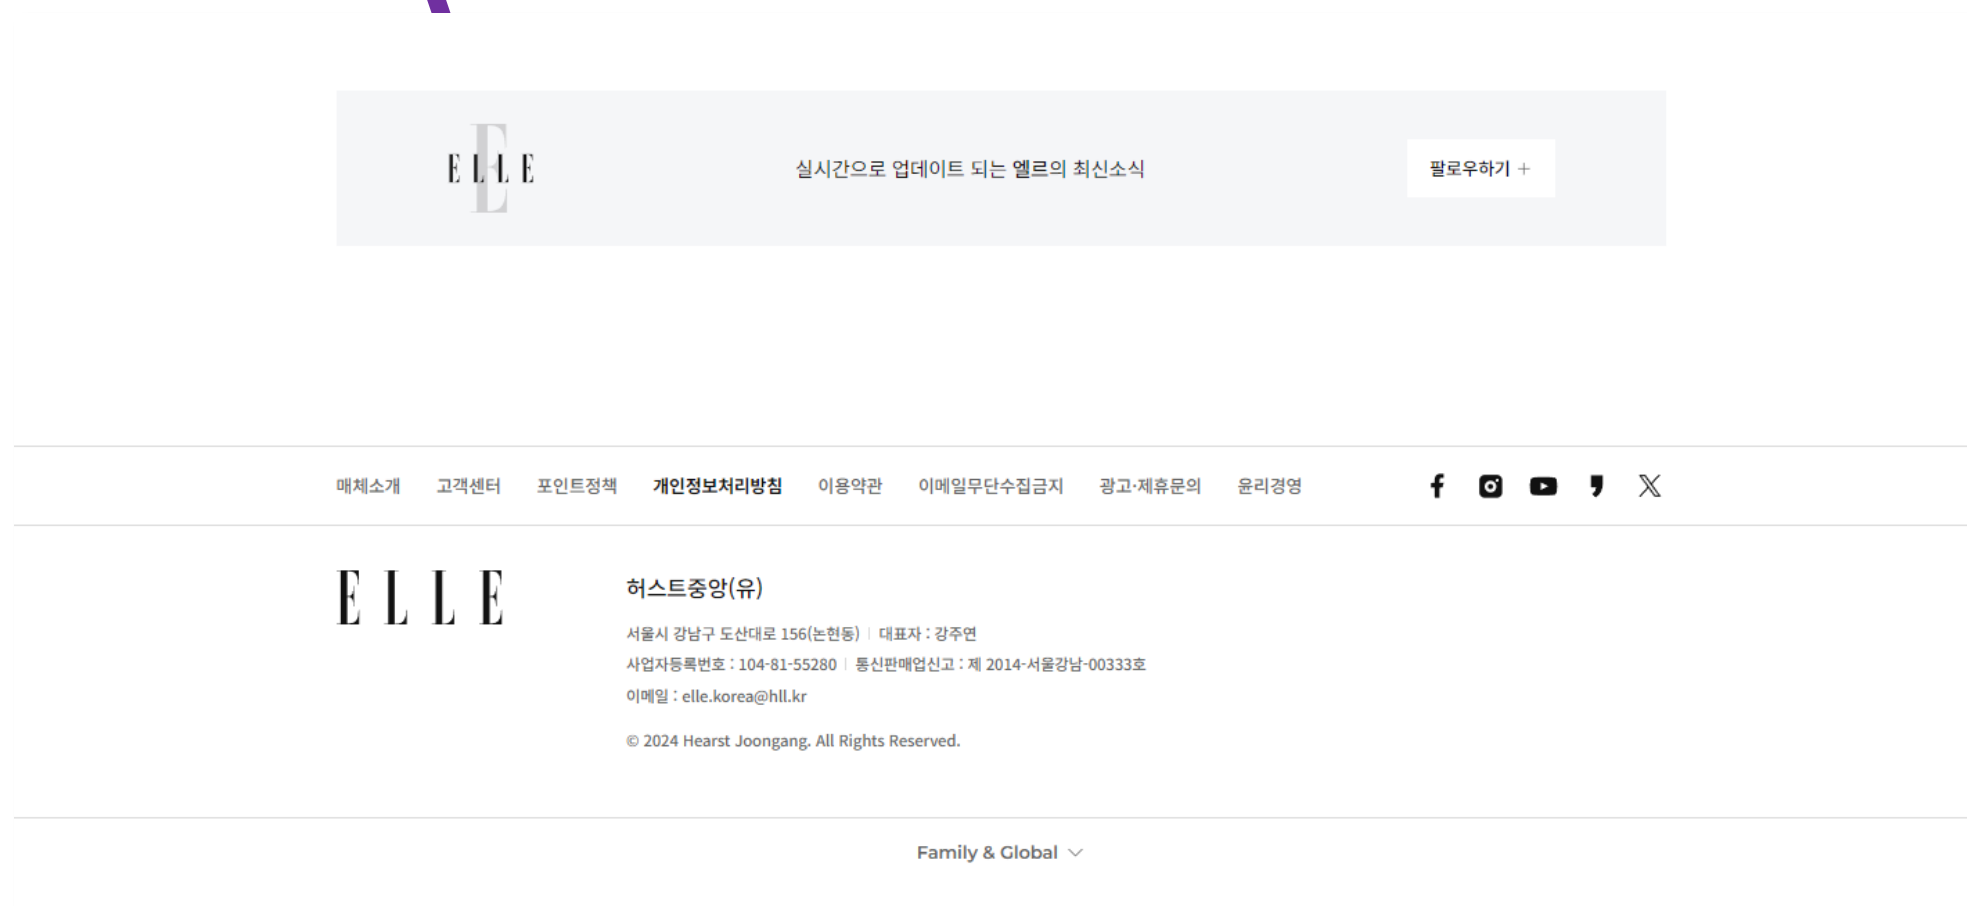 ELLE
실시간으로 업데이트 되는 엘르의 최신소식
팔로우하기 +
매체소개 고객센터 포인트정책 개인정보처리방침 이용약관 이메일무단수집금지 광고·제휴문의 윤리경영
ELLE
허스트중앙(유)
서울시 강남구 도산대로 156(논현동) | 대표자 : 강주연
사업자등록번호 : 104-81-55280 | 통신판매업신고 : 제 2014-서울강남-00333호
이메일 : elle.korea@hll.kr
© 2024 Hearst Joongang. All Rights Reserved.
Family & Global